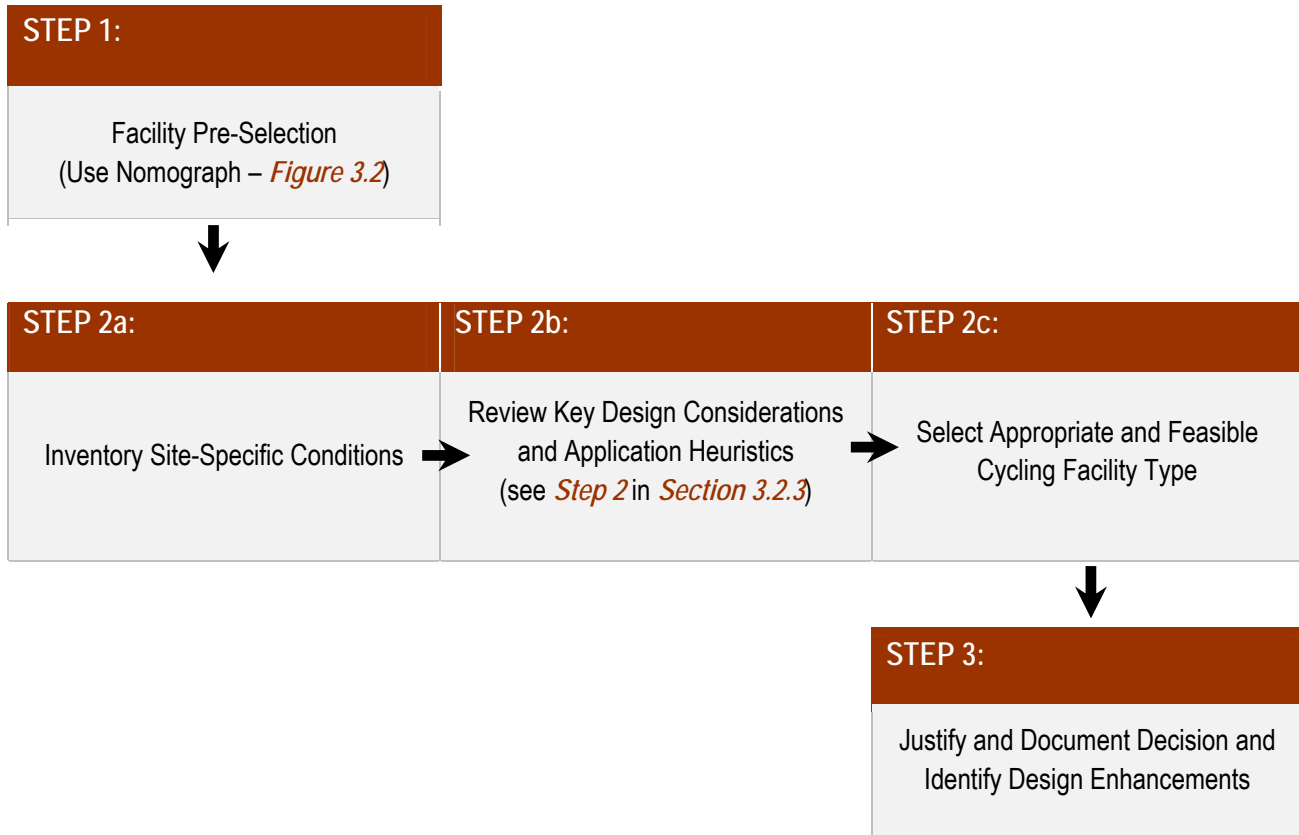 STEP 1:
Facility Pre-Selection
(Use Nomograph – Figure 3.2)
STEP 2a:
Inventory Site-Specific Conditions
STEP 2b:
Review Key Design Considerations
and Application Heuristics
(see Step 2 in Section 3.2.3)
STEP 2c:
Select Appropriate and Feasible
Cycling Facility Type
STEP 3:
Justify and Document Decision and
Identify Design Enhancements